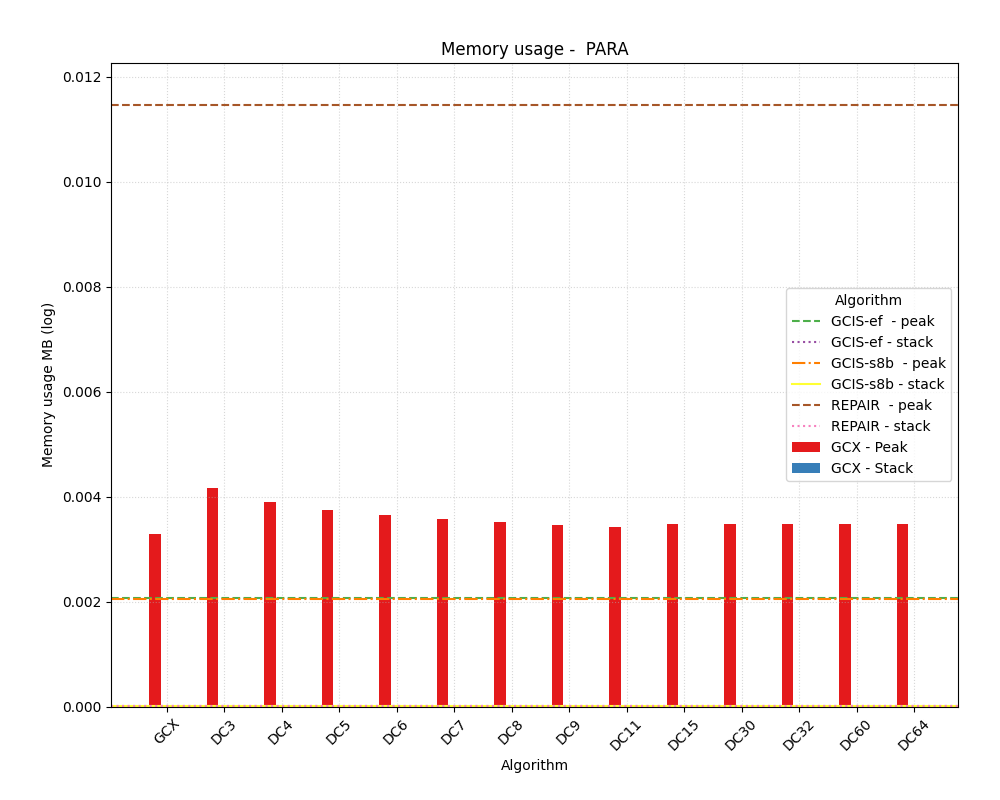 Memory usage -  PARA
Memory usage MB (log)
0.012
0.010
0.008
0.006
0.004
0.002
0.000
Algorithm
GCIS-ef  - peak
GCIS-ef - stack
GCIS-s8b  - peak
GCIS-s8b - stack
REPAIR  - peak
REPAIR - stack
GCX - Peak
GCX - Stack
GCX
DC3
DC4
DC5
DC6
DC7
DC8
DC9
DC11
DC15
DC30
DC32
DC60
DC64
Algorithm